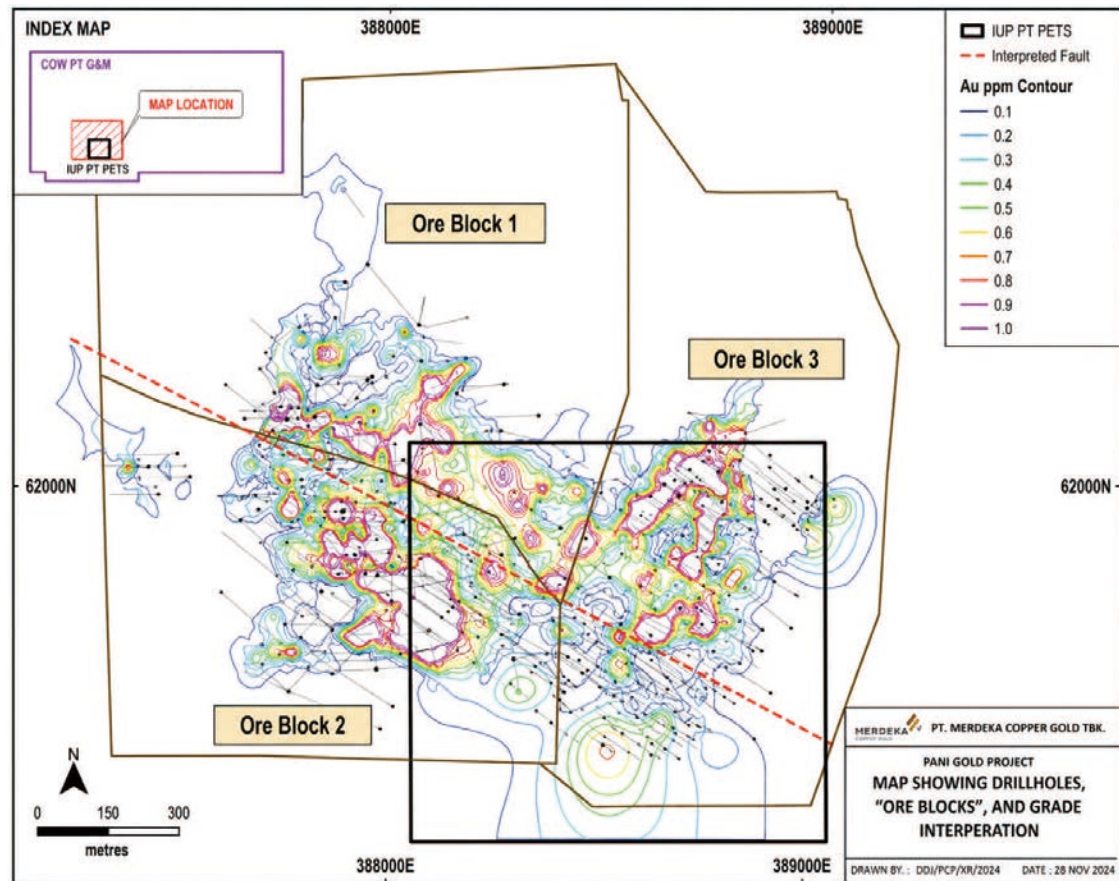 INDEX MAP
COW PT G&M
MAP LOCATION
IUP PT PETS
388000E
389000E
IUP PT PETS
Interpreted Fault
Au ppm Contour
0.1
0.2
0.3
0.4
0.5
0.6
0.7
0.8
0.9
1.0
Ore Block 1
Ore Block 3
62000N
62000N
Ore Block 2
N
0 150 300
metres
388000E
389000E
MERDEKA
COPPER GOLD
PT. MERDEKA COPPER GOLD TBK.
PANI GOLD PROJECT
MAP SHOWING DRILLHOLES,
“ORE BLOCKS”, AND GRADE
INTERPERATION
DRAWN BY. : DDJ/PCP/XR/2024 DATE : 28 NOV 2024